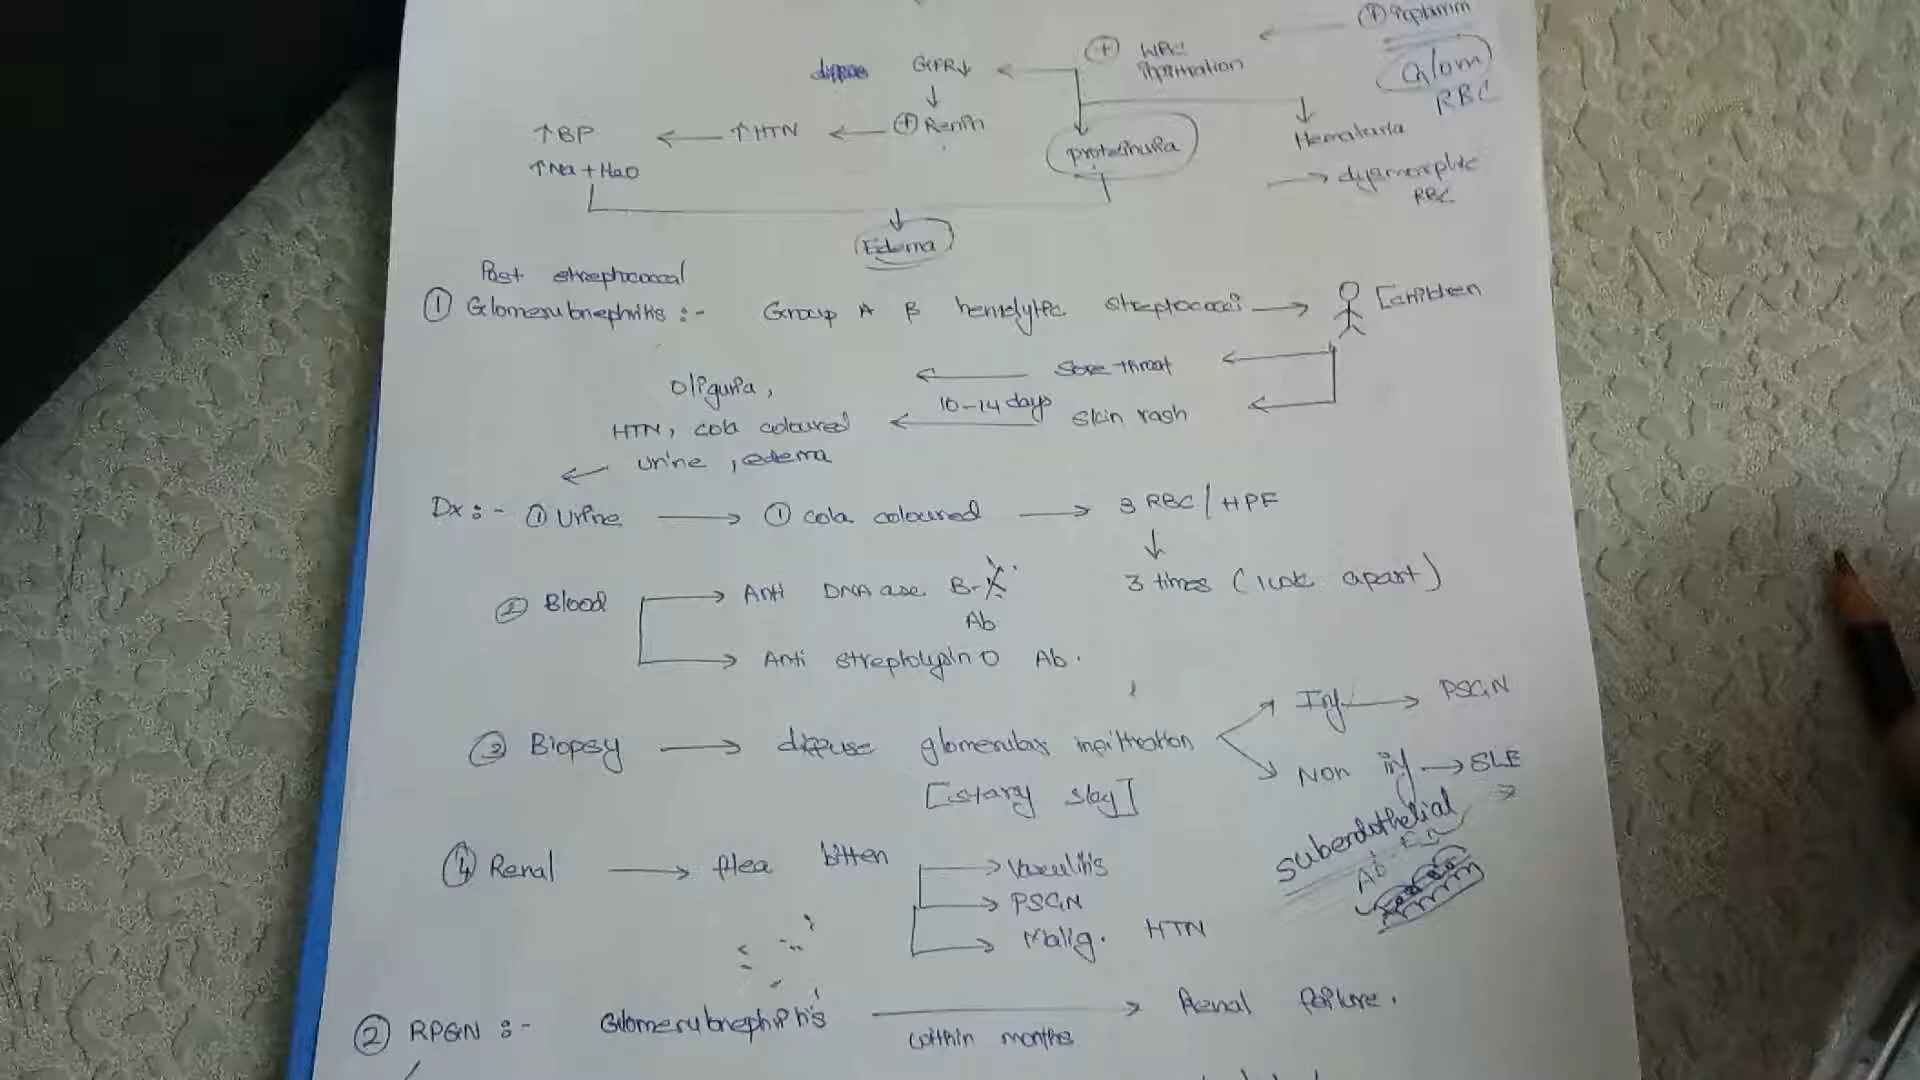 ⊕ WBC infiltration
Glom
RBC
GFR↓ ←
↑BP ← ↑HTN ← ⊕ Renin
proteinuria
Hematuria
↑Na + H2O
→ dysmorphic
RBC
Edema
Post streptococcal
① Glomerulonephritis :- Group A β hemolytic streptococci → [children
Sore throat
Oliguria,
10-14 days
skin rash
HTN, cola coloured
urine, edema
Dx :- ① Urine → ① cola coloured → 3 RBC / HPF
3 times (1wk apart)
② Blood → Anti DNA ase B-
Ab
→ Anti streptolysin O Ab.
③ Biopsy → diffuse glomerular infiltration
Inf → PSGN
Non inf → SLE
[starry sky]
subendothelial
④ Renal → flea bitten → Vasculitis
→ PSGN
→ Malig. HTN
② RPGN :- Glomerulonephritis → Renal failure.
within months